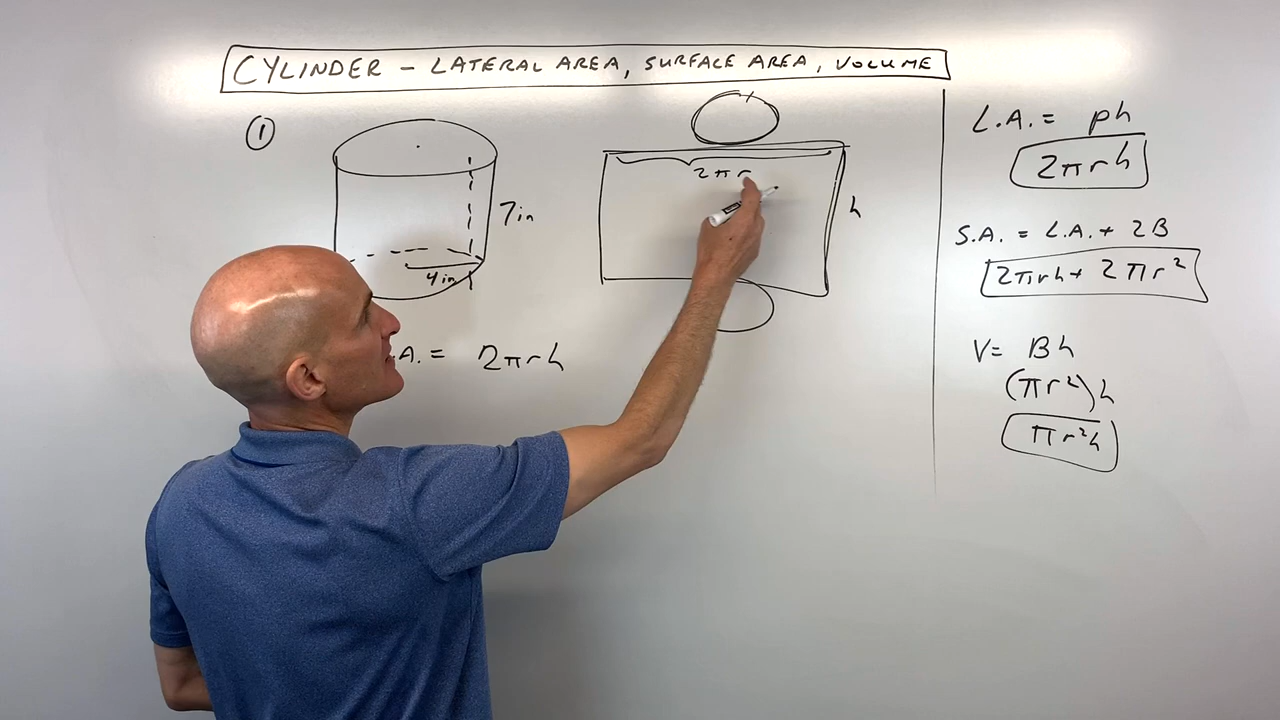 CYLINDER – LATERAL AREA, SURFACE AREA, VOLUME
①
7in
4in
A. = 2πrh
2πr
h
L.A. = ph
2πrh
S.A. = L.A. + 2B
2πrh + 2πr²
V = Bh
(πr²)h
πr²h